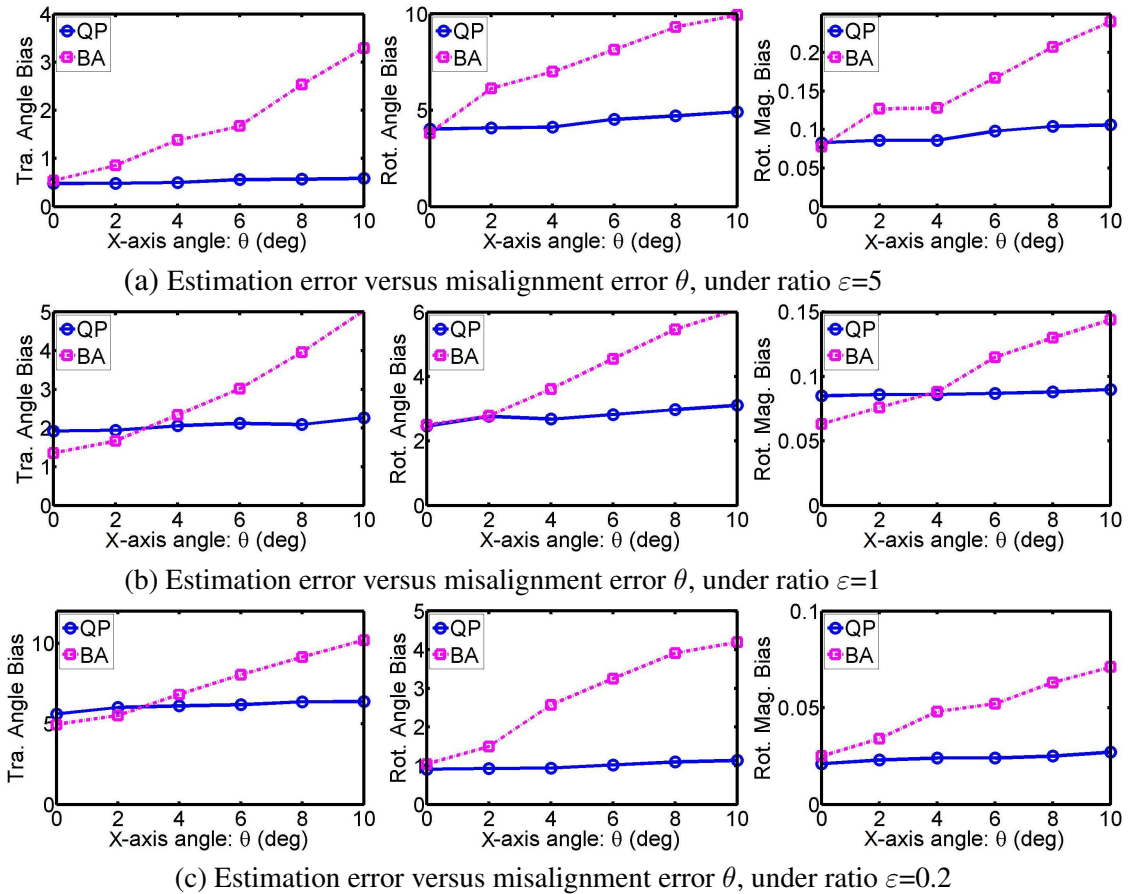 Tra. Angle Bias
4
3
2
1
0
QP
BA
0 2 4 6 8 10
X-axis angle: θ (deg)
Rot. Angle Bias
10
5
0
QP
BA
0 2 4 6 8 10
X-axis angle: θ (deg)
Rot. Mag. Bias
0.2
0.15
0.1
0.05
0
QP
BA
0 2 4 6 8 10
X-axis angle: θ (deg)
(a) Estimation error versus misalignment error θ, under ratio ε=5
Tra. Angle Bias
5
4
3
2
1
0
QP
BA
0 2 4 6 8 10
X-axis angle: θ (deg)
Rot. Angle Bias
6
4
2
0
QP
BA
0 2 4 6 8 10
X-axis angle: θ (deg)
Rot. Mag. Bias
0.15
0.1
0.05
0
QP
BA
0 2 4 6 8 10
X-axis angle: θ (deg)
(b) Estimation error versus misalignment error θ, under ratio ε=1
Tra. Angle Bias
10
5
0
QP
BA
0 2 4 6 8 10
X-axis angle: θ (deg)
Rot. Angle Bias
5
4
3
2
1
0
QP
BA
0 2 4 6 8 10
X-axis angle: θ (deg)
Rot. Mag. Bias
0.1
0.05
0
QP
BA
0 2 4 6 8 10
X-axis angle: θ (deg)
(c) Estimation error versus misalignment error θ, under ratio ε=0.2